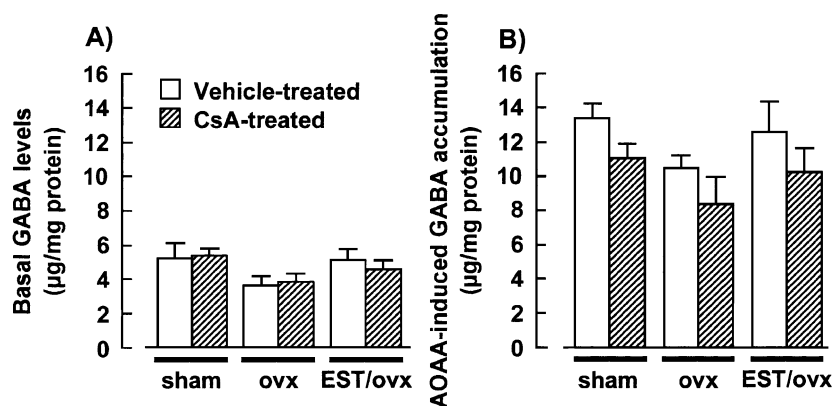 A)
Basal GABA levels
(µg/mg protein)
16
14
12
10
8
6
4
2
0
Vehicle-treated
CsA-treated
sham
ovx
EST/ovx
B)
AOAA-induced GABA accumulation
(µg/mg protein)
16
14
12
10
8
6
4
2
0
sham
ovx
EST/ovx